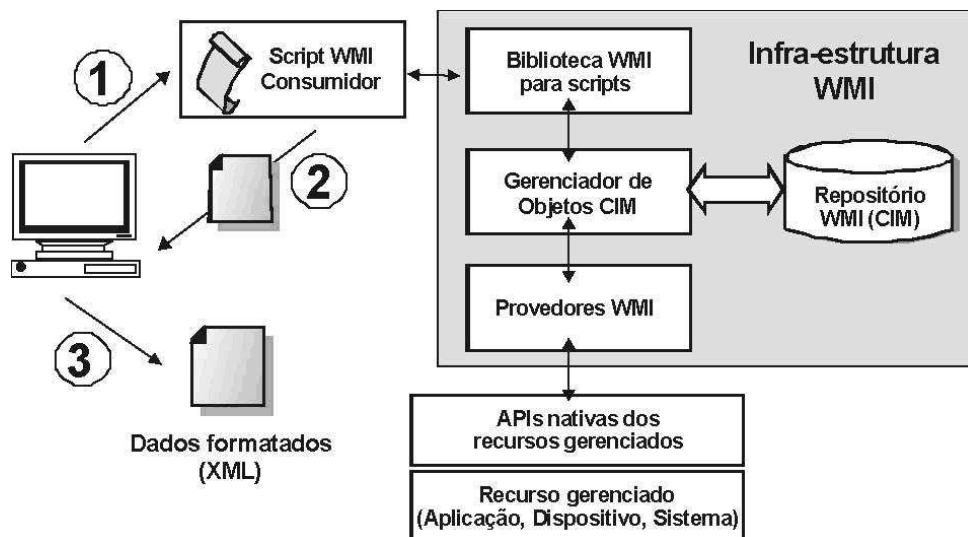 1
Script WMI
Consumidor
Biblioteca WMI
para scripts
Infra-estrutura
WMI
2
Gerenciador de
Objetos CIM
Repositório
WMI (CIM)
Provedores WMI
3
Dados formatados
(XML)
APIs nativas dos
recursos gerenciados
Recurso gerenciado
(Aplicação, Dispositivo, Sistema)